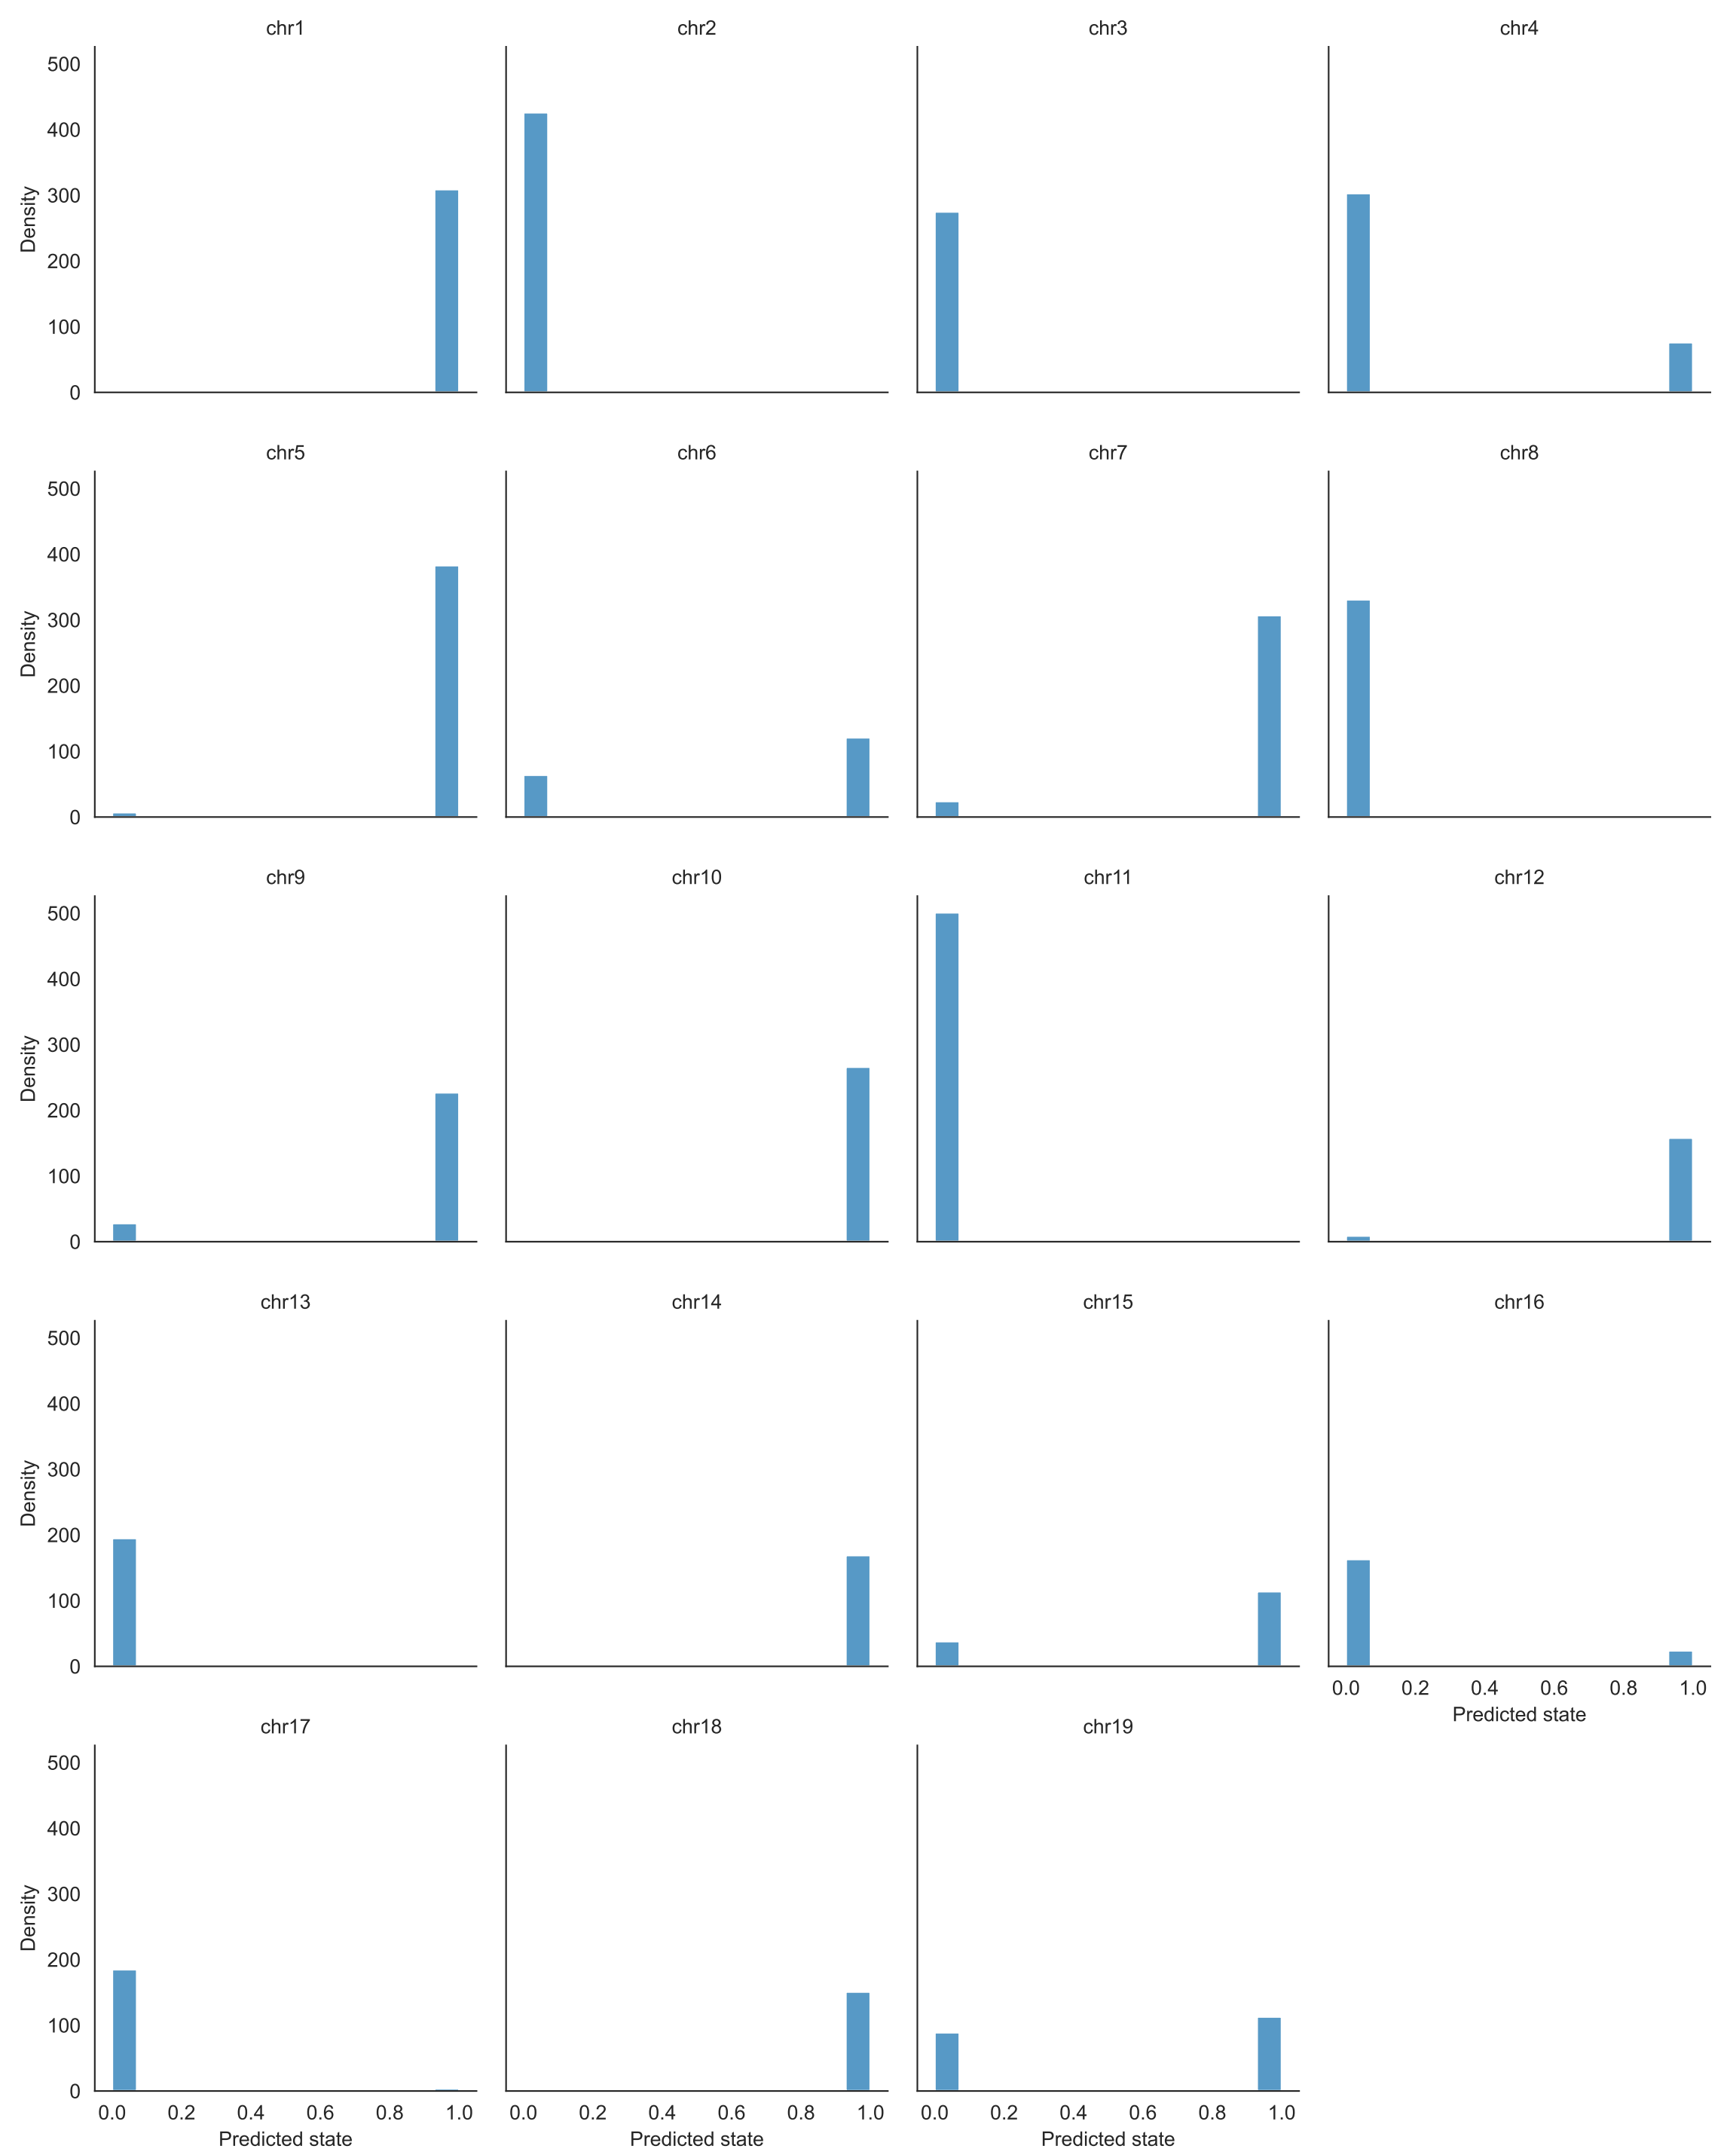 chr1 chr2 chr3 chr4
500
400
300
200
100
0
Density
chr5 chr6 chr7 chr8
500
400
300
200
100
0
Density
chr9 chr10 chr11 chr12
500
400
300
200
100
0
Density
chr13 chr14 chr15 chr16
500
400
300
200
100
0
Density
0.0 0.2 0.4 0.6 0.8 1.0
Predicted state
chr17 chr18 chr19
500
400
300
200
100
0
Density
0.0 0.2 0.4 0.6 0.8 1.0 0.0 0.2 0.4 0.6 0.8 1.0 0.0 0.2 0.4 0.6 0.8 1.0
Predicted state Predicted state Predicted state